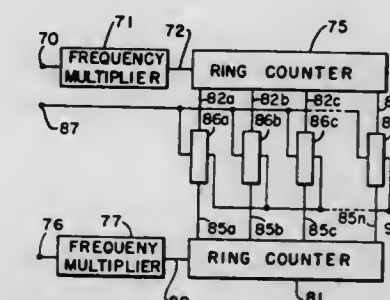 71
70
72
75
FREQUENCY
MULTIPLIER
RING COUNTER
82a 82b 82c
87
86a 86b 86c
85a 85b 85c 85n
76
77
FREQUENY
MULTIPLIER
RING COUNTER
81